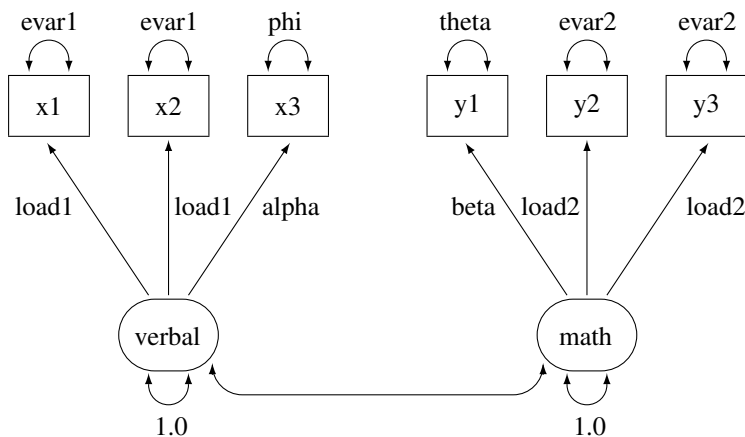 evar1 evar1 phi theta evar2 evar2
x1 x2 x3 y1 y2 y3
load1 load1 alpha beta load2 load2
verbal math
1.0 1.0